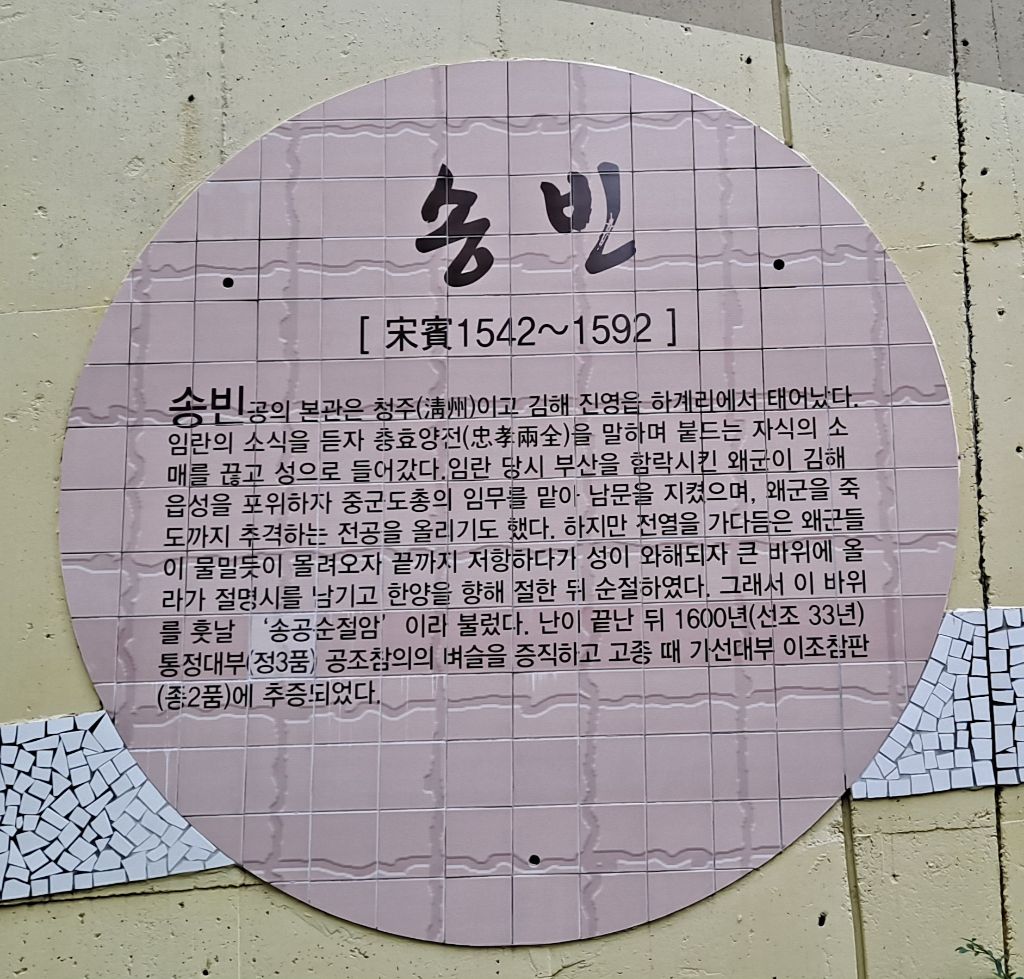 송빈
[ 宋賓1542~1592 ]
송빈공의 본관은 청주(淸州)이고 김해 진영읍 하계리에서 태어났다.
임란의 소식을 듣자 충효양전(忠孝兩全)을 말하며 붙드는 자식의 소
매를 끊고 성으로 들어갔다.임란 당시 부산을 함락시킨 왜군이 김해
읍성을 포위하자 중군도총의 임무를 맡아 남문을 지켰으며, 왜군을 죽
도까지 추격하는 전공을 올리기도 했다. 하지만 전열을 가다듬은 왜군들
이 물밀듯이 몰려오자 끝까지 저항하다가 성이 와해되자 큰 바위에 올
라가 절명시를 남기고 한양을 향해 절한 뒤 순절하였다. 그래서 이 바위
를 훗날 ‘송공순절암’이라 불렀다. 난이 끝난 뒤 1600년(선조 33년)
통정대부(정3품) 공조참의의 벼슬을 증직하고 고종 때 가선대부 이조참판
(종2품)에 추증되었다.